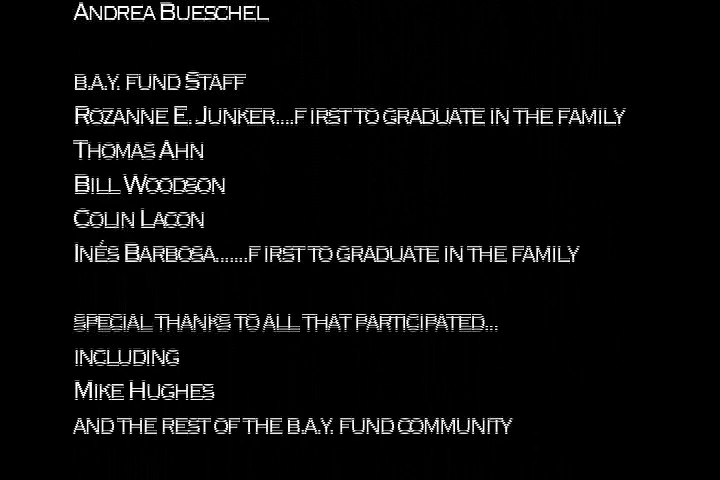 ANDREA BUESCHEL
B.A.Y. FUND STAFF
ROZANNE E. JUNKER....FIRST TO GRADUATE IN THE FAMILY
THOMAS AHN
BILL WOODSON
COLIN LACON
INÉS BARBOSA.......FIRST TO GRADUATE IN THE FAMILY
SPECIAL THANKS TO ALL THAT PARTICIPATED...
INCLUDING
MIKE HUGHES
AND THE REST OF THE B.A.Y. FUND COMMUNITY